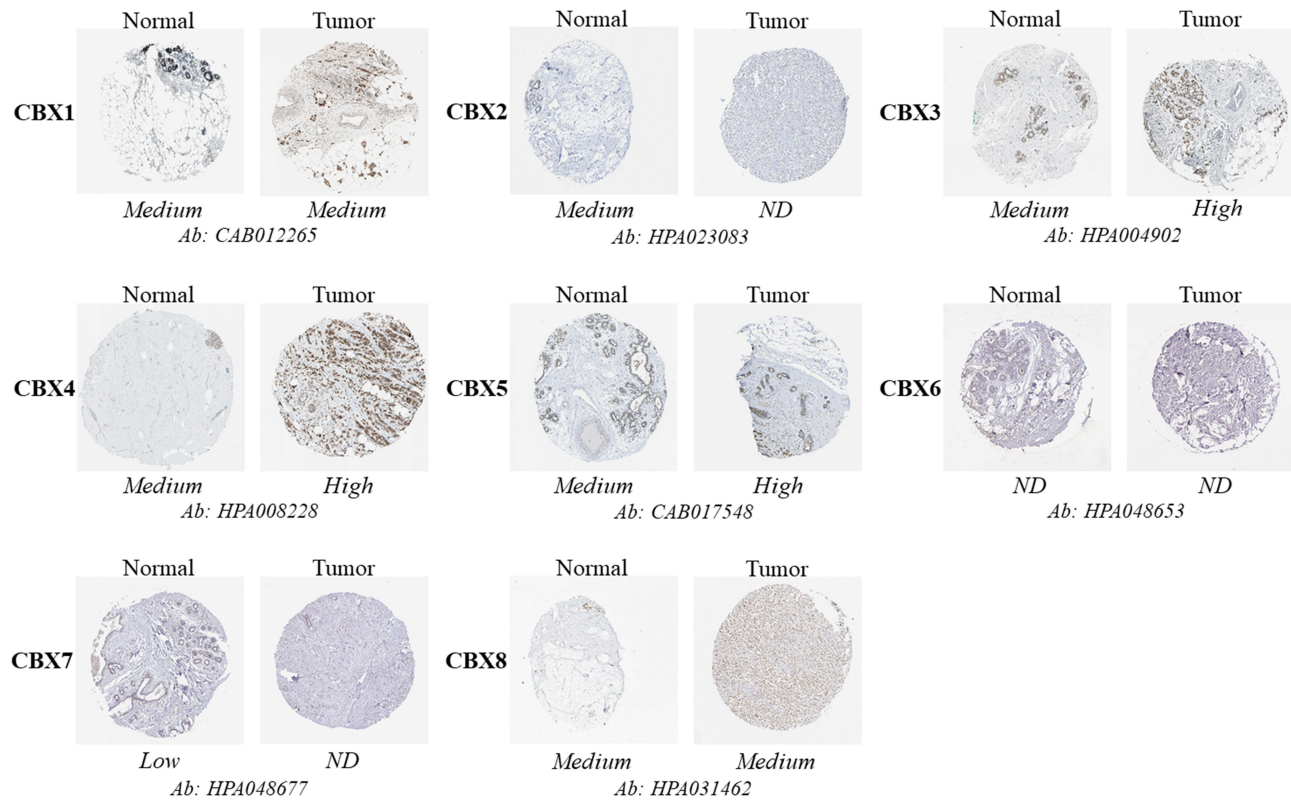 Normal Tumor Normal Tumor Normal Tumor
CBX1 CBX2 CBX3
Medium Medium Medium ND Medium High
Ab: CAB012265 Ab: HPA023083 Ab: HPA004902
Normal Tumor Normal Tumor Normal Tumor
CBX4 CBX5 CBX6
Medium High Medium High ND ND
Ab: HPA008228 Ab: CAB017548 Ab: HPA048653
Normal Tumor Normal Tumor
CBX7 CBX8
Low ND Medium Medium
Ab: HPA048677 Ab: HPA031462